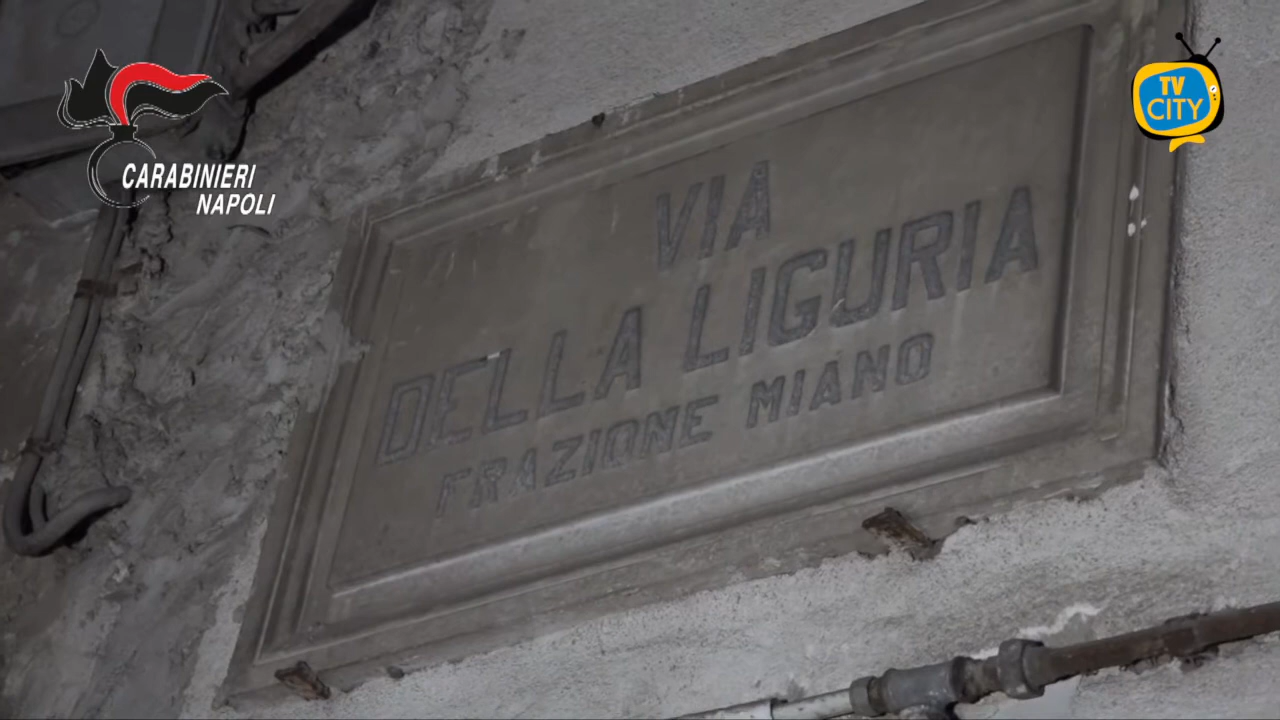 CARABINIERI
NAPOLI
TV
CITY
VIA
DELLA LIGURIA
FRAZIONE MIANO